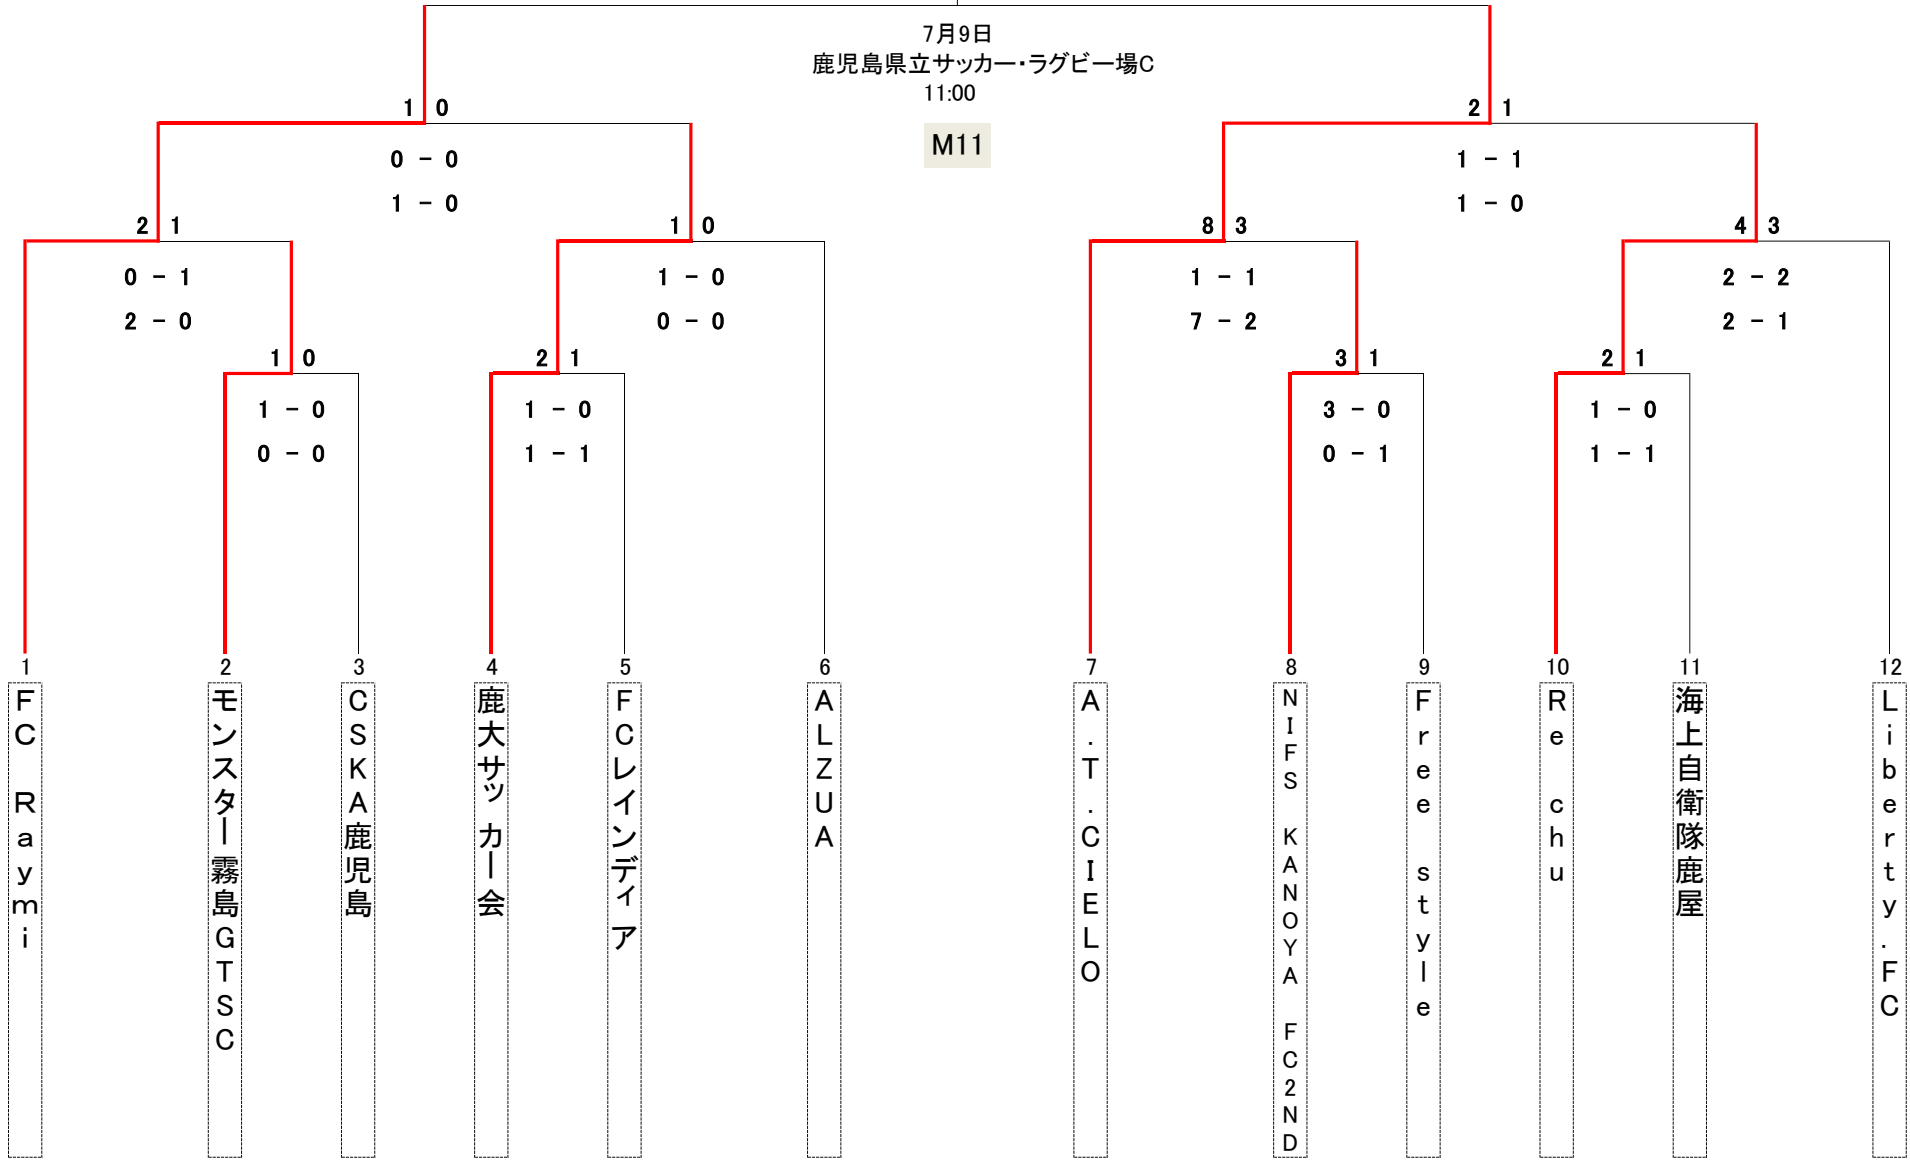 7月9日
鹿児島県立サッカー・ラグビー場C
11:00
1 0
2 1
M11
0 - 0
1 - 1
1 - 0
1 - 0
2 1
1 0
8 3
4 3
0 - 1
1 - 0
1 - 1
2 - 2
2 - 0
0 - 0
7 - 2
2 - 1
1 0
2 1
3 1
2 1
1 - 0
1 - 0
3 - 0
1 - 0
0 - 0
1 - 1
0 - 1
1 - 1
1
2
3
4
5
6
7
8
9
10
11
12
FC Raymi
モンスター霧島GTSC
CSKA鹿児島
鹿大サッカー会
FCレインディア
ALZUA
A.T.CIELO
NIFS KANOYA FC2ND
Free style
Re chu
海上自衛隊鹿屋
Liberty.FC